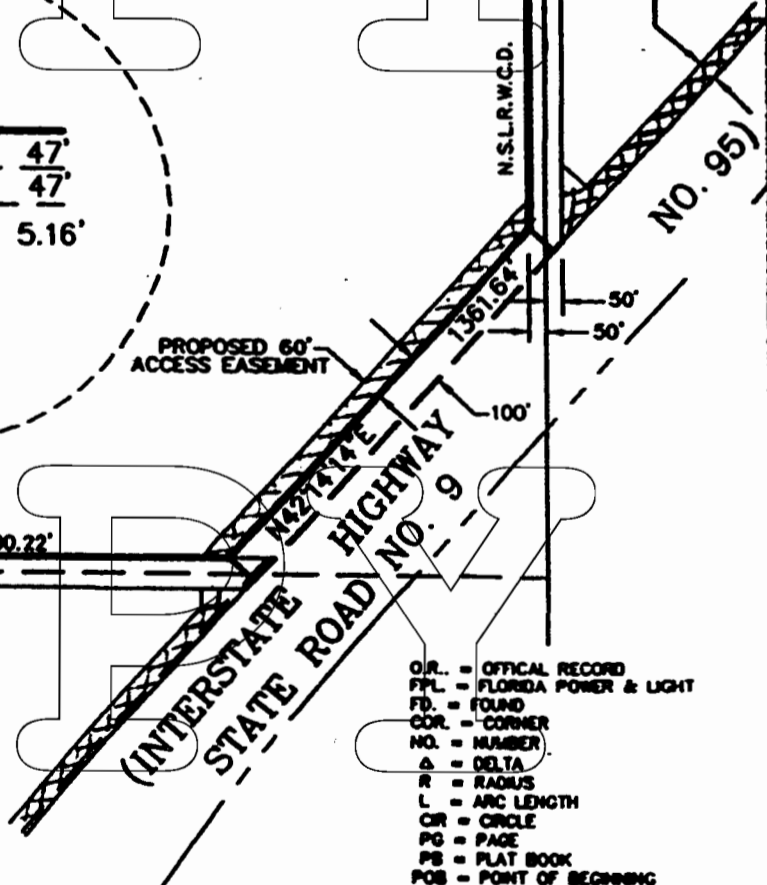 N.S.L.R.W.C.D.
47'
47'
5.16'
NO. 95)
1361.64'
50'
50'
PROPOSED 60'
ACCESS EASEMENT
100'
N42°14'14"E
HIGHWAY
STATE ROAD NO. 9
(INTERSTATE
0.22'
O.R.. = OFFICAL RECORD
FPL = FLORIDA POWER & LIGHT
FD. = FOUND
COR. = CORNER
NO. = NUMBER
Δ = DELTA
R = RADIUS
L = ARC LENGTH
CIR = CIRCLE
PG = PAGE
PB = PLAT BOOK
POB = POINT OF BEGINNING
P Y